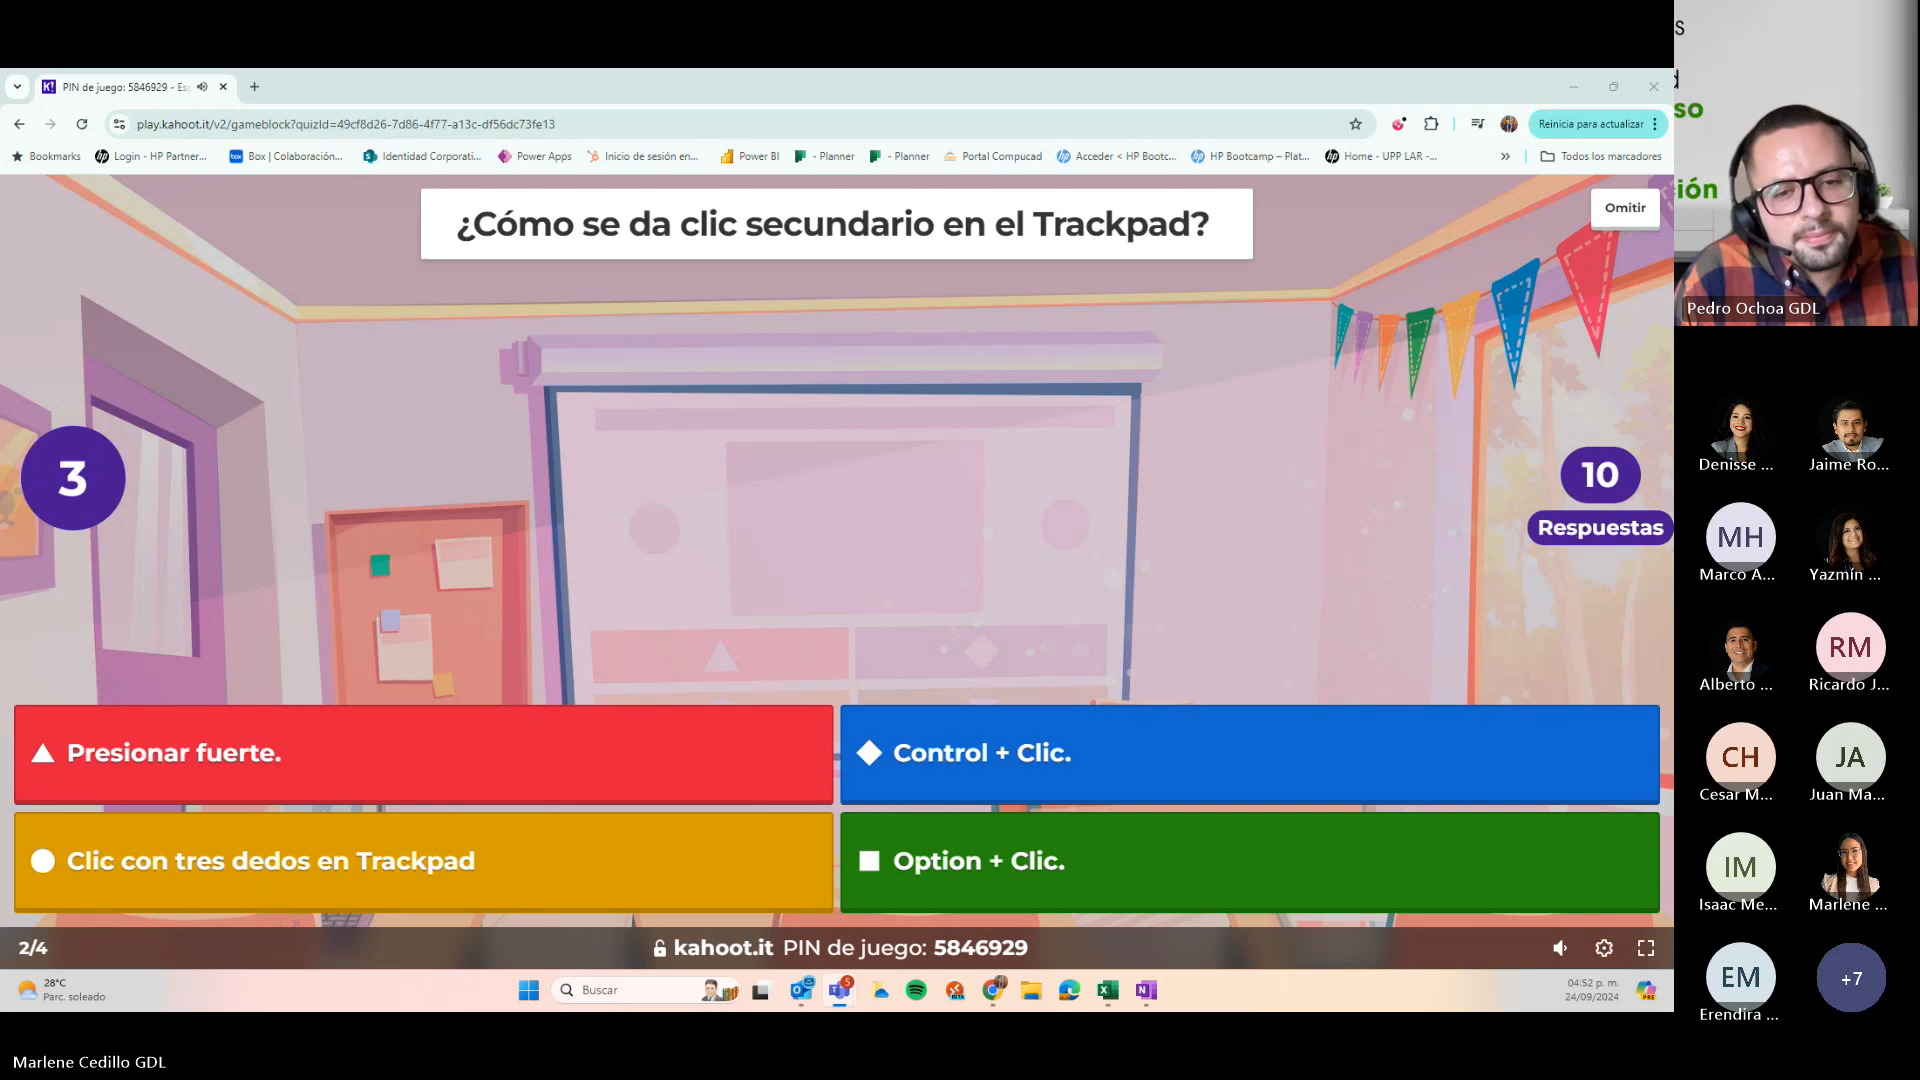 PIN de juego: 5846929 - Es
play.kahoot.it/v2/gameblock?quizId=49cf8d26-7d86-4f77-a13c-df56dc73fe13
Reinicia para actualizar
Bookmarks
Login - HP Partner...
Box | Colaboración...
Identidad Corporati...
Power Apps
Inicio de sesión en...
Power BI
- Planner
- Planner
Portal Compucad
Acceder < HP Bootc...
HP Bootcamp – Plat...
Home - UPP LAR -...
Todos los marcadores
¿Cómo se da clic secundario en el Trackpad?
Omitir
3
10
Respuestas
Presionar fuerte.
Control + Clic.
Clic con tres dedos en Trackpad
Option + Clic.
2/4
kahoot.it PIN de juego: 5846929
28°C
Parc. soleado
Buscar
5
04:52 p. m.
24/09/2024
Marlene Cedillo GDL
s
so
ión
Pedro Ochoa GDL
Denisse ...
Jaime Ro...
MH
Marco A...
Yazmín ...
Alberto ...
RM
Ricardo J...
CH
Cesar M...
JA
Juan Ma...
IM
Isaac Me...
Marlene ...
EM
Erendira ...
+7